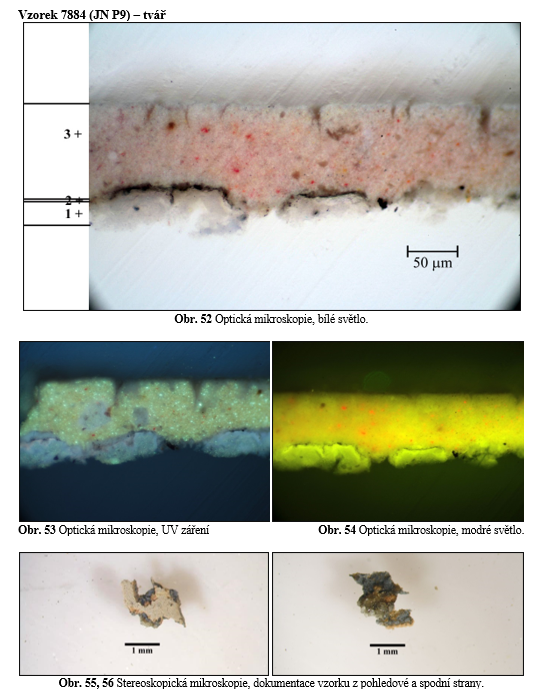 Vzorek 7884 (JN P9) – tvář
3 +
2 +
1 +
50 µm
Obr. 52 Optická mikroskopie, bílé světlo.
Obr. 53 Optická mikroskopie, UV záření
Obr. 54 Optická mikroskopie, modré světlo.
1 mm
1 mm
Obr. 55, 56 Stereoskopická mikroskopie, dokumentace vzorku z pohledové a spodní strany.